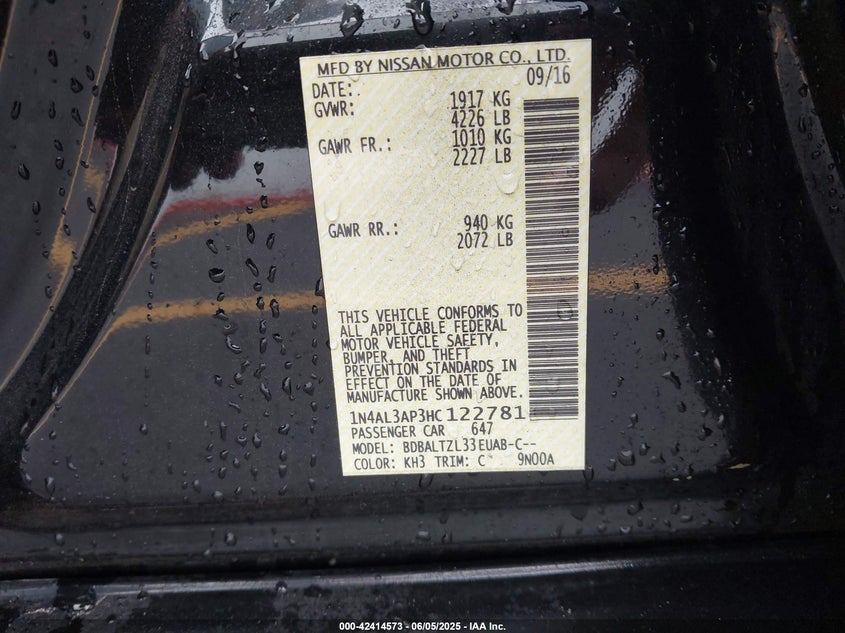 MFD BY NISSAN MOTOR CO., LTD.
DATE: 09/16
GVWR: 1917 KG
4226 LB
GAWR FR.: 1010 KG
2227 LB
GAWR RR.: 940 KG
2072 LB
THIS VEHICLE CONFORMS TO
ALL APPLICABLE FEDERAL
MOTOR VEHICLE SAFETY,
BUMPER, AND THEFT
PREVENTION STANDARDS IN
EFFECT ON THE DATE OF
MANUFACTURE SHOWN ABOVE.
1N4AL3AP3HC122781
PASSENGER CAR 647
MODEL: BDBALTZL33EUAB-C--
COLOR: KH3 TRIM: C 9N00A
000-42414573 - 06/05/2025 - IAA Inc.